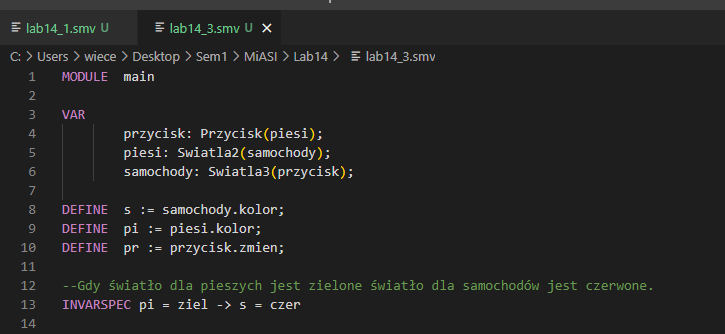 lab14_1.smv U lab14_3.smv U ×
C: > Users > wiece > Desktop > Sem1 > MiASI > Lab14 > lab14_3.smv
1 MODULE main
2
3 VAR
4 przycisk: Przycisk(piesi);
5 piesi: Swiatla2(samochody);
6 samochody: Swiatla3(przycisk);
7
8 DEFINE s := samochody.kolor;
9 DEFINE pi := piesi.kolor;
10 DEFINE pr := przycisk.zmien;
11
12 --Gdy światło dla pieszych jest zielone światło dla samochodów jest czerwone.
13 INVARSPEC pi = ziel -> s = czer
14